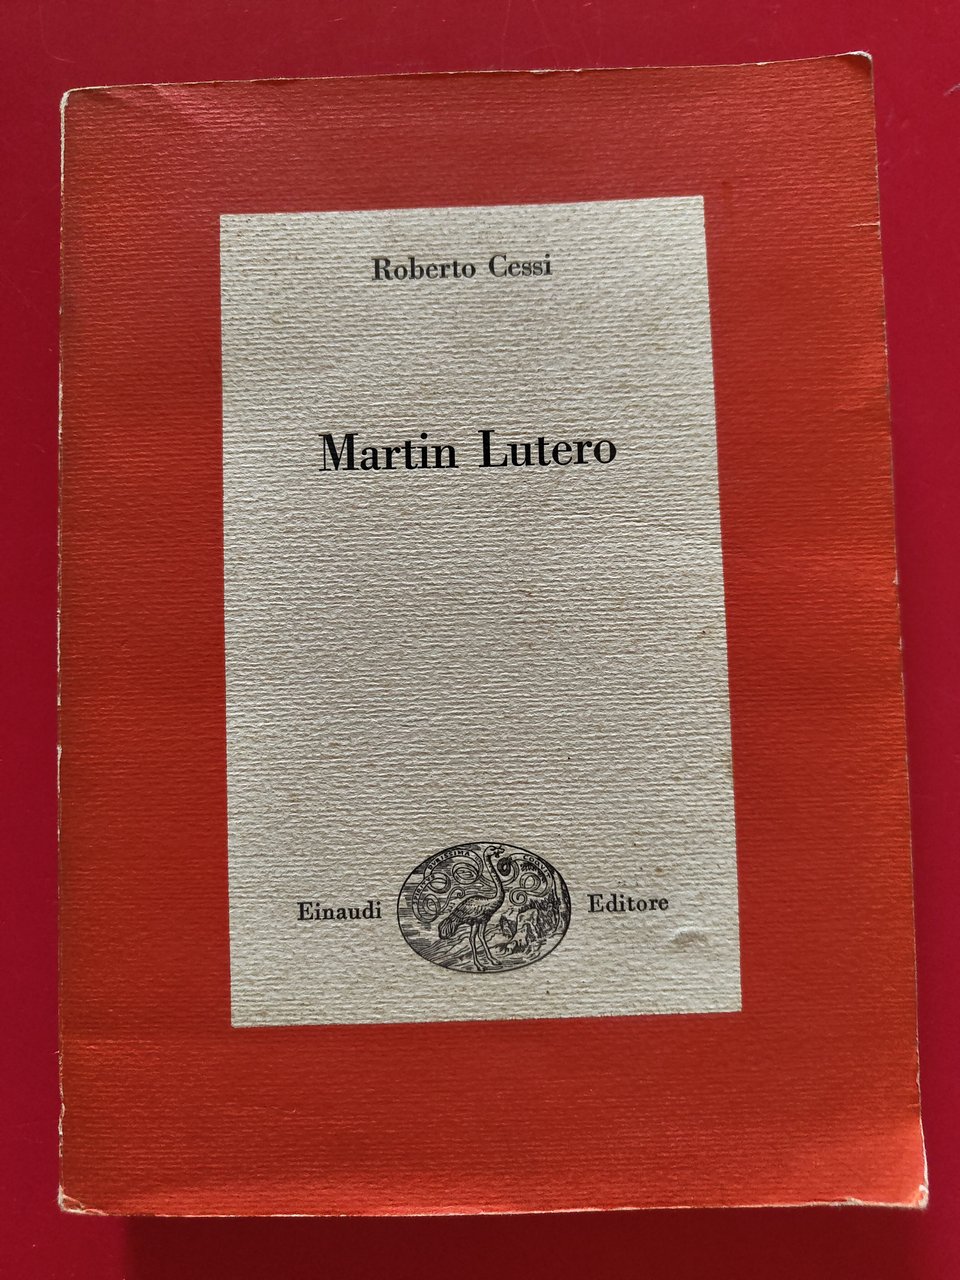 Roberto Cessi
Martin Lutero
Einaudi
Editore